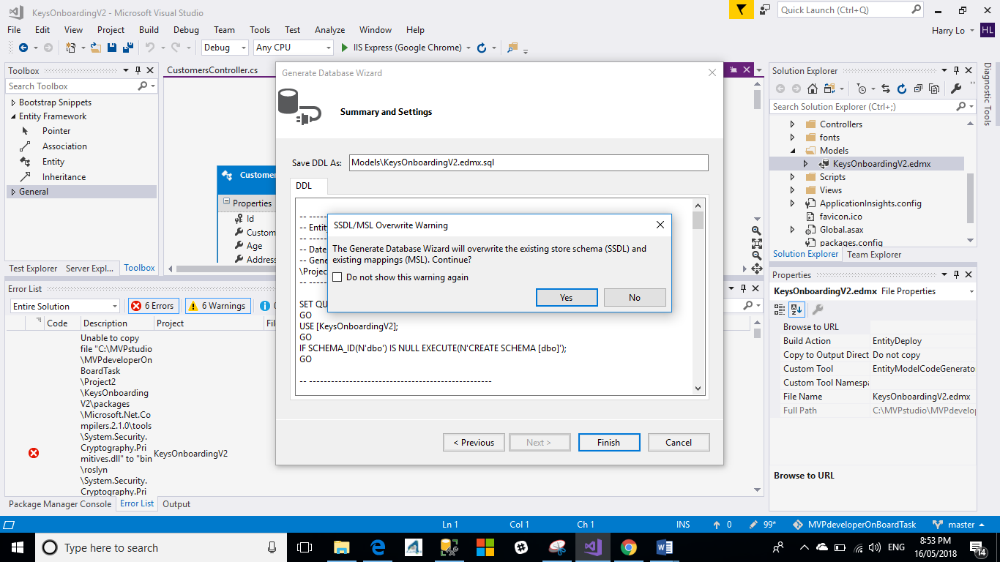 KeysOnboardingV2 - Microsoft Visual Studio
Quick Launch (Ctrl+Q)
File Edit View Project Build Debug Team Tools Test Analyze Window Help
Harry Lo HL
Debug Any CPU IIS Express (Google Chrome)
Toolbox
Search Toolbox
Bootstrap Snippets
Entity Framework
Pointer
Association
Entity
Inheritance
General
Test Explorer Server Expl... Toolbox
CustomersController.cs
Customer
Properties
Id
Custom
Age
Address
Generate Database Wizard
Summary and Settings
Save DDL As: Models\KeysOnboardingV2.edmx.sql
DDL
-- -----
-- Entity
-- -----
-- Date
-- Gene
\Projec
-- -----
SET QU
GO
USE [KeysOnboardingV2];
GO
IF SCHEMA_ID(N'dbo') IS NULL EXECUTE(N'CREATE SCHEMA [dbo]');
GO
-- --------------------------------------------------
SSDL/MSL Overwrite Warning
The Generate Database Wizard will overwrite the existing store schema (SSDL) and
existing mappings (MSL). Continue?
Do not show this warning again
Yes No
< Previous Next > Finish Cancel
Solution Explorer
Search Solution Explorer (Ctrl+;)
Controllers
fonts
Models
KeysOnboardingV2.edmx
Scripts
Views
ApplicationInsights.config
favicon.ico
Global.asax
packages.config
Solution Explorer Team Explorer
Diagnostic Tools
Properties
KeysOnboardingV2.edmx File Properties
Browse to URL
Build Action EntityDeploy
Copy to Output Direct Do not copy
Custom Tool EntityModelCodeGenerato
Custom Tool Namespa
File Name KeysOnboardingV2.edmx
Full Path C:\MVPstudio\MVPdevelop
Browse to URL
Error List
Entire Solution 6 Errors 6 Warnings 0
Code Description Project Fil
Unable to copy
file "C:\MVPstudio
\MVPdeveloperOn
BoardTask
\Project2
\KeysOnboarding
V2\packages
\Microsoft.Net.Co
mpilers.2.1.0\tools
\System.Security.
Cryptography.Pri
mitives.dll" to "bin
\roslyn
\System.Security.
Cryptography.Pri
KeysOnboardingV2
Package Manager Console Error List Output
Ln 1 Col 1 Ch 1 INS 0 99* MVPdeveloperOnBoardTask master
Type here to search
ENG
8:53 PM
16/05/2018
14